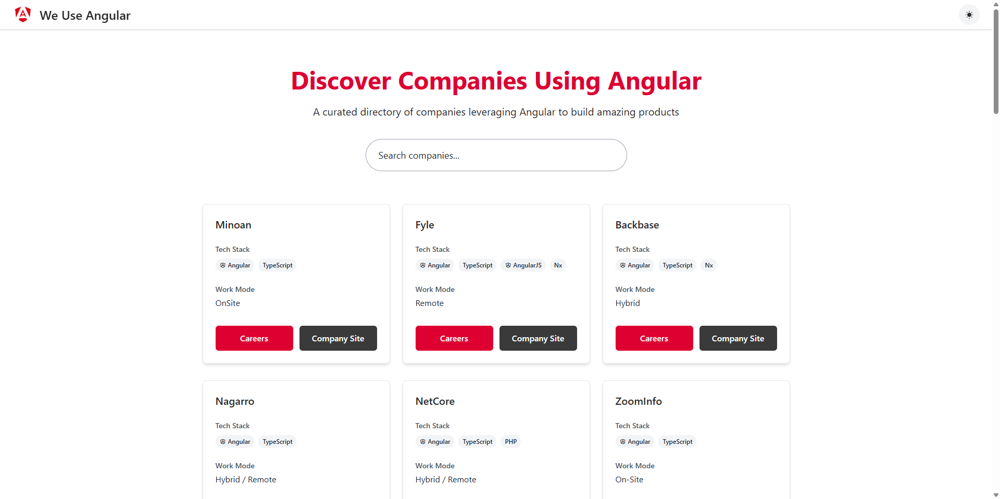 We Use Angular
Discover Companies Using Angular
A curated directory of companies leveraging Angular to build amazing products
Search companies...
Minoan
Tech Stack
Angular TypeScript
Work Mode
OnSite
Careers Company Site
Fyle
Tech Stack
Angular TypeScript AngularJS Nx
Work Mode
Remote
Careers Company Site
Backbase
Tech Stack
Angular TypeScript Nx
Work Mode
Hybrid
Careers Company Site
Nagarro
Tech Stack
Angular TypeScript
Work Mode
Hybrid / Remote
NetCore
Tech Stack
Angular TypeScript PHP
Work Mode
Hybrid / Remote
ZoomInfo
Tech Stack
Angular TypeScript
Work Mode
On-Site